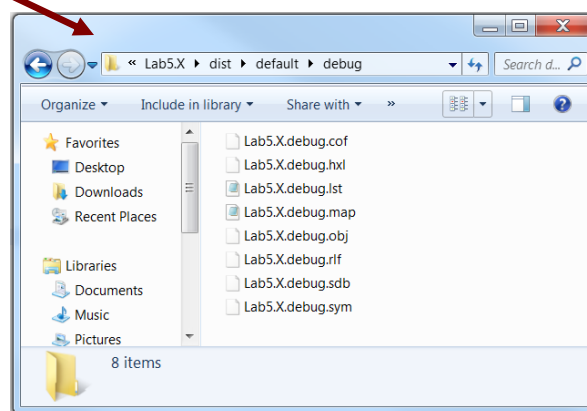 « Lab5.X ▸ dist ▸ default ▸ debug
Search d...
Organize ▾ Include in library ▾ Share with ▾ »
Favorites
Desktop
Downloads
Recent Places
Libraries
Documents
Music
Pictures
Lab5.X.debug.cof
Lab5.X.debug.hxl
Lab5.X.debug.lst
Lab5.X.debug.map
Lab5.X.debug.obj
Lab5.X.debug.rlf
Lab5.X.debug.sdb
Lab5.X.debug.sym
8 items